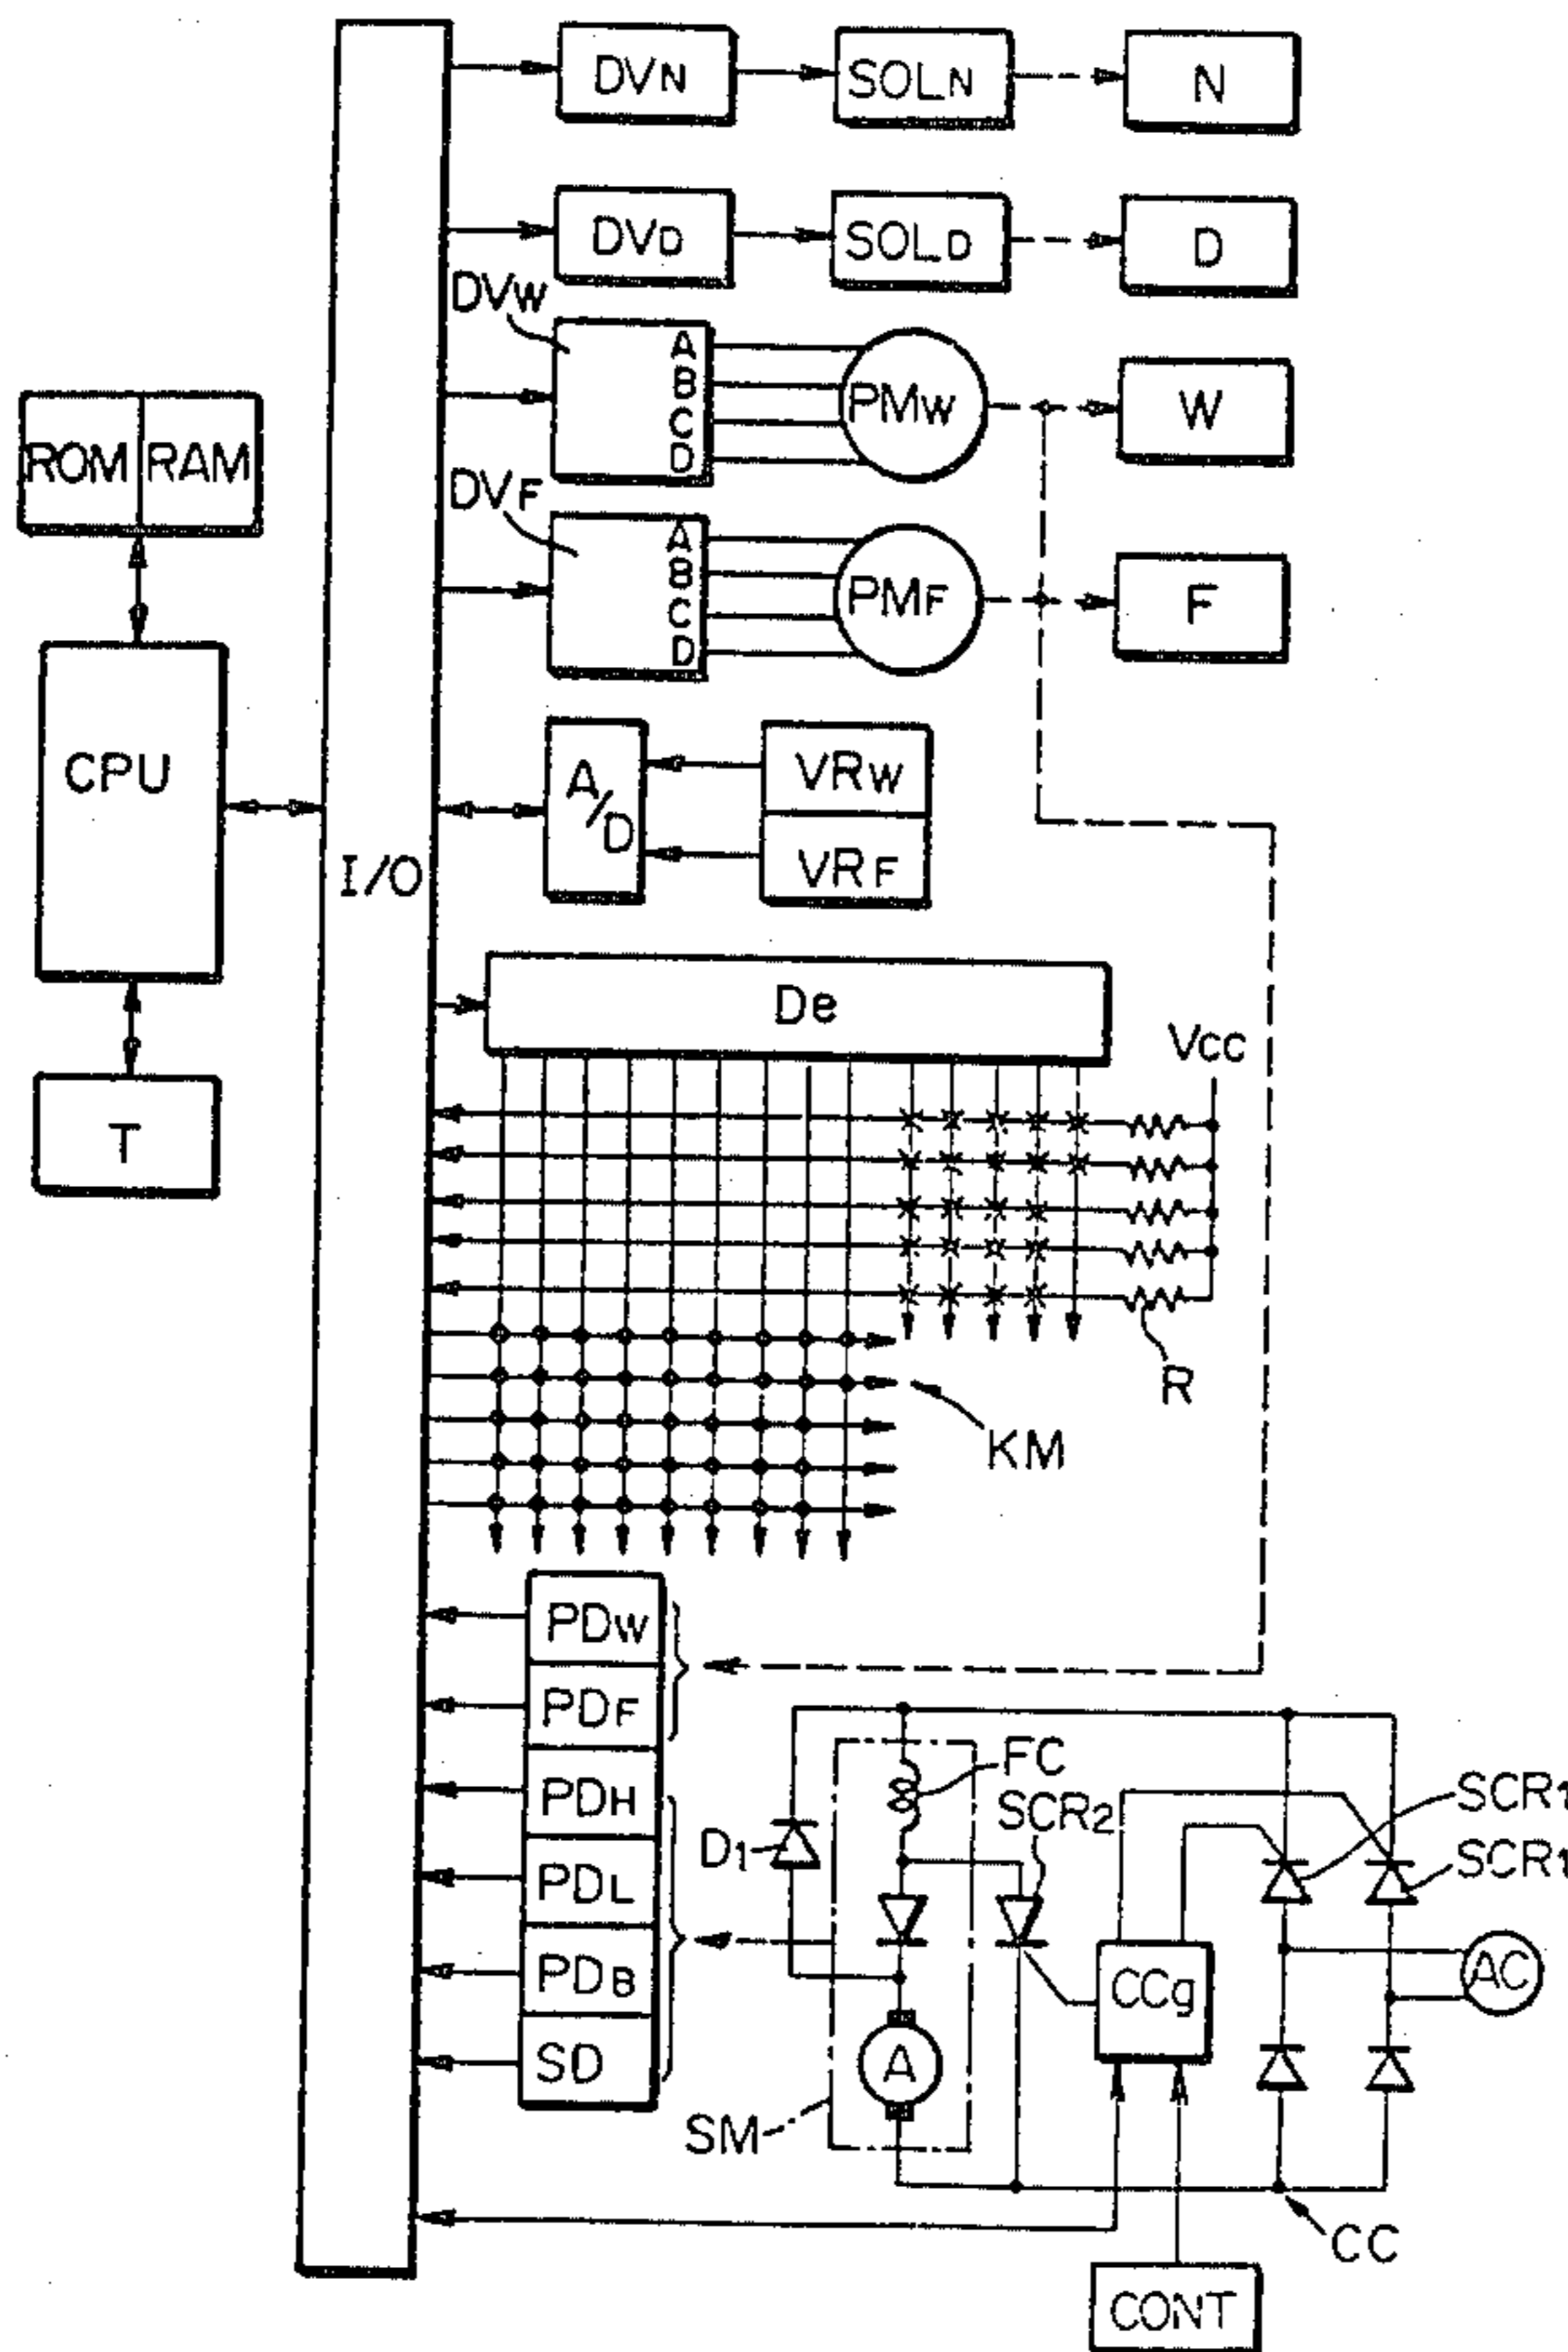 DVN
SOLN
N
DVD
SOLD
D
DVW
A
B
C
D
PMW
W
ROM
RAM
DVF
A
B
C
D
PMF
F
CPU
I/O
A/D
VRW
VRF
De
Vcc
T
R
KM
PDW
PDF
PDH
PDL
PDB
SD
FC
SCR2
SCR1
SCR1
D1
AC
CCg
A
SM
CC
CONT